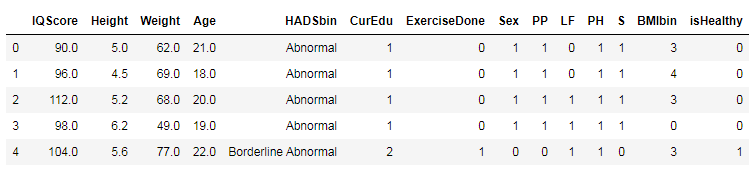 IQScore Height Weight Age HADSbin CurEdu ExerciseDone Sex PP LF PH S BMIbin isHealthy
0 90.0 5.0 62.0 21.0 Abnormal 1 0 1 1 0 1 1 3 0
1 96.0 4.5 69.0 18.0 Abnormal 1 0 1 1 0 1 1 4 0
2 112.0 5.2 68.0 20.0 Abnormal 1 0 1 1 1 1 1 3 0
3 98.0 6.2 49.0 19.0 Abnormal 1 0 1 1 1 1 1 0 0
4 104.0 5.6 77.0 22.0 Borderline Abnormal 2 1 0 0 1 1 0 3 1